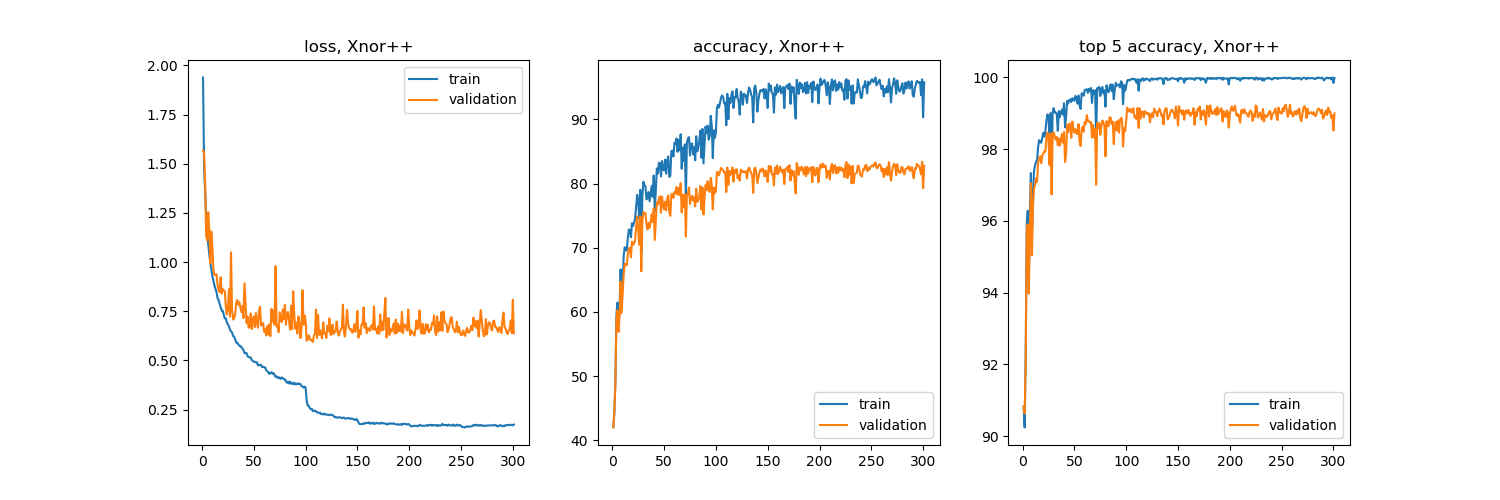 loss, Xnor++
2.00
1.75
1.50
1.25
1.00
0.75
0.50
0.25
0 50 100 150 200 250 300
train
validation
accuracy, Xnor++
90
80
70
60
50
40
0 50 100 150 200 250 300
train
validation
top 5 accuracy, Xnor++
100
98
96
94
92
90
0 50 100 150 200 250 300
train
validation